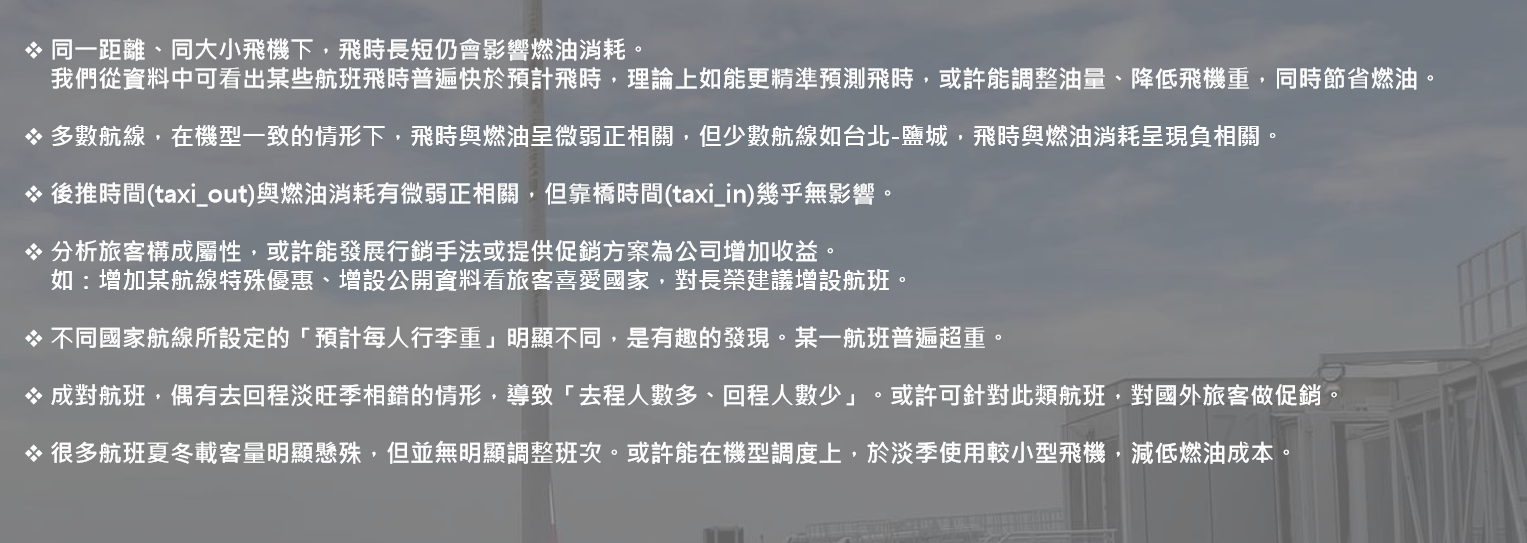 ❖ 同一距離、同大小飛機下，飛時長短仍會影響燃油消耗。
我們從資料中可看出某些航班飛時普遍快於預計飛時，理論上如能更精準預測飛時，或許能調整油量、降低飛機重，同時節省燃油。
❖ 多數航線，在機型一致的情形下，飛時與燃油呈微弱正相關，但少數航線如台北-鹽城，飛時與燃油消耗呈現負相關。
❖ 後推時間(taxi_out)與燃油消耗有微弱正相關，但靠橋時間(taxi_in)幾乎無影響。
❖ 分析旅客構成屬性，或許能發展行銷手法或提供促銷方案為公司增加收益。
如：增加某航線特殊優惠、增設公開資料看旅客喜愛國家，對長榮建議增設航班。
❖ 不同國家航線所設定的「預計每人行李重」明顯不同，是有趣的發現。某一航班普遍超重。
❖ 成對航班，偶有去回程淡旺季相錯的情形，導致「去程人數多、回程人數少」。或許可針對此類航班，對國外旅客做促銷。
❖ 很多航班夏冬載客量明顯懸殊，但並無明顯調整班次。或許能在機型調度上，於淡季使用較小型飛機，減低燃油成本。